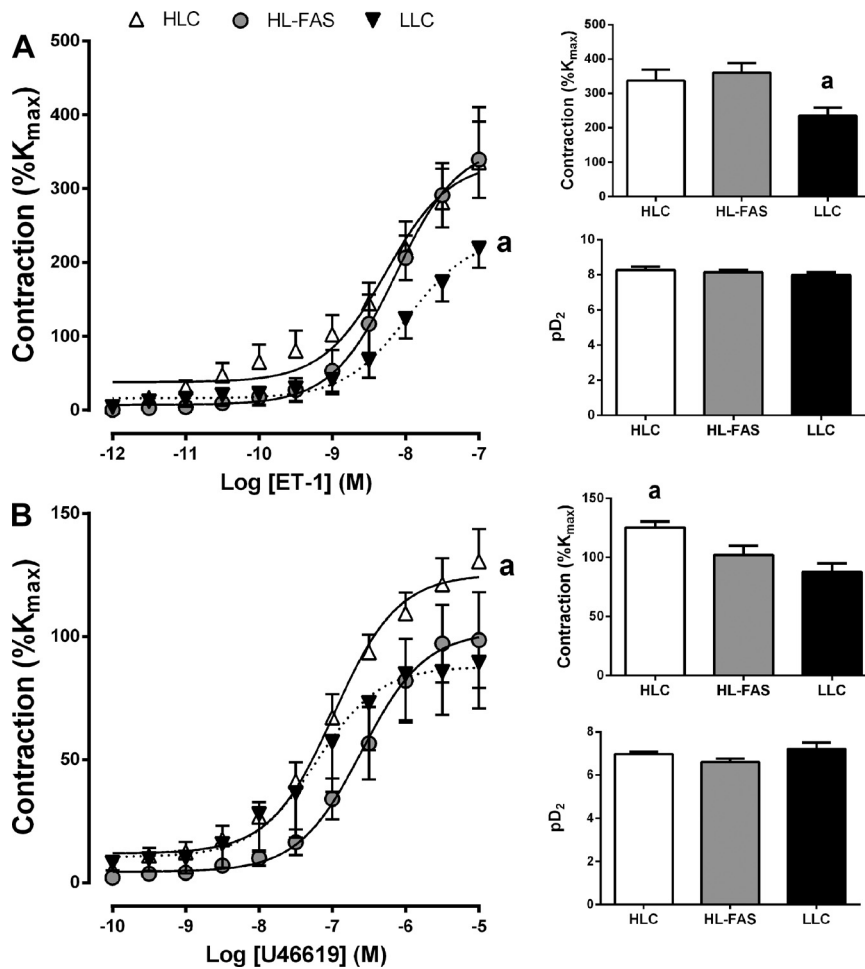 HLC HL-FAS LLC
A
500
400
300
200
100
0
Contraction (%Kmax)
a
-12 -11 -10 -9 -8 -7
Log [ET-1] (M)
500
400
300
200
100
0
Contraction (%Kmax)
a
HLC HL-FAS LLC
8
6
4
2
0
pD2
HLC HL-FAS LLC
B
150
100
50
0
Contraction (%Kmax)
a
-10 -9 -8 -7 -6 -5
Log [U46619] (M)
150
100
50
0
Contraction (%Kmax)
a
HLC HL-FAS LLC
8
6
4
2
0
pD2
HLC HL-FAS LLC